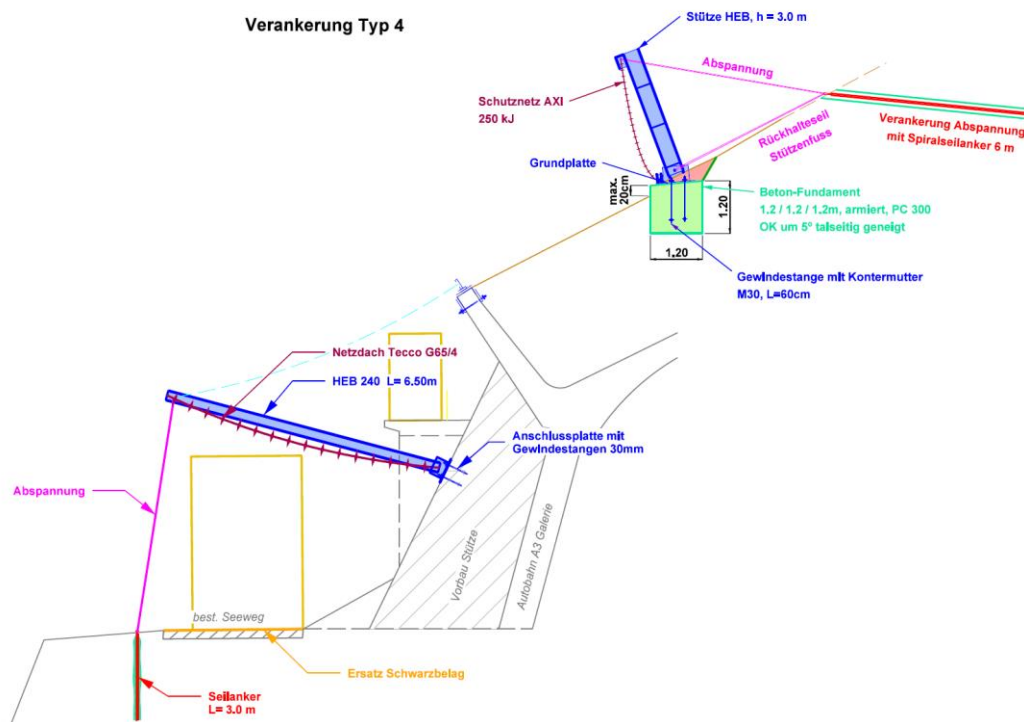 Verankerung Typ 4
Stütze HEB, h = 3.0 m
Abspannung
Schutznetz AXI
250 kJ
Verankerung Abspannung
mit Spiralseilanker 6 m
Rückhalteseil
Stützenfuss
Grundplatte
max.
20cm
Beton-Fundament
1.2 / 1.2 / 1.2m, armiert, PC 300
OK um 5° talseitig geneigt
1.20
1.20
Gewindestange mit Kontermutter
M30, L=60cm
Netzdach Tecco G65/4
HEB 240 L= 6.50m
Anschlussplatte mit
Gewindestangen 30mm
Abspannung
Vorbau Stütze
Autobahn A3 Galerie
best. Seeweg
Ersatz Schwarzbelag
Seilanker
L= 3.0 m